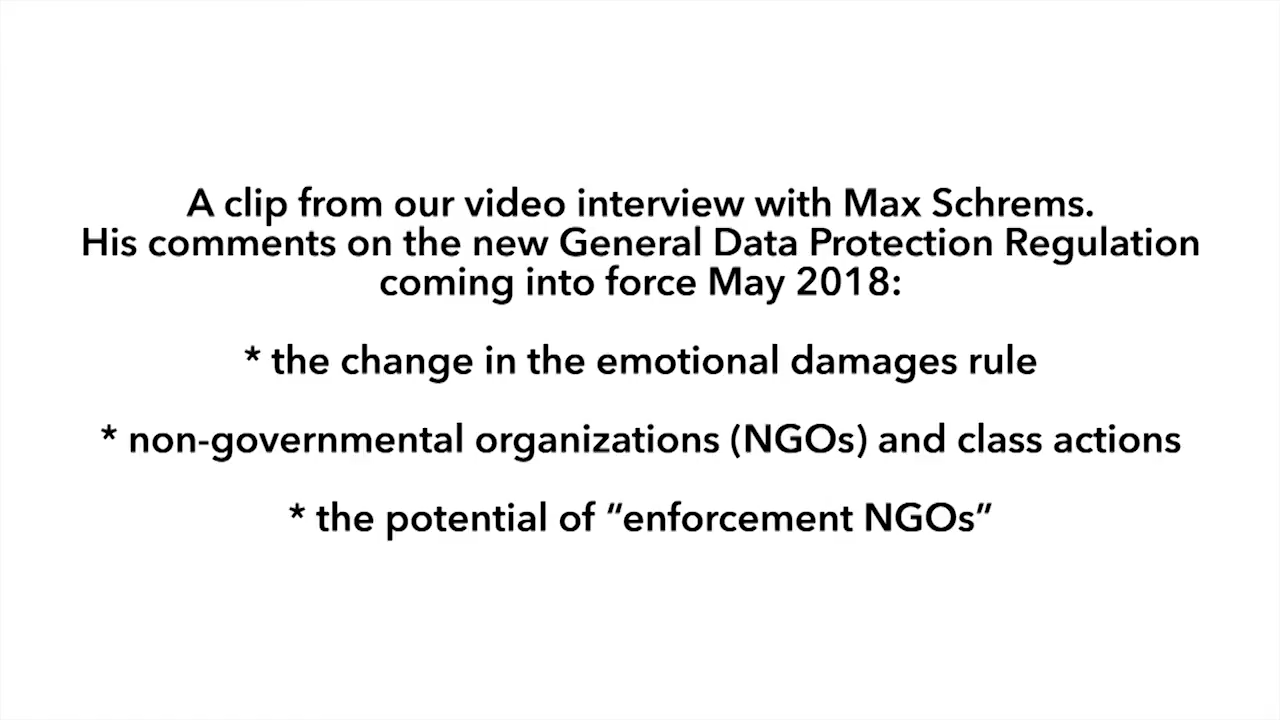 A clip from our video interview with Max Schrems.
His comments on the new General Data Protection Regulation
coming into force May 2018:
* the change in the emotional damages rule
* non-governmental organizations (NGOs) and class actions
* the potential of “enforcement NGOs”